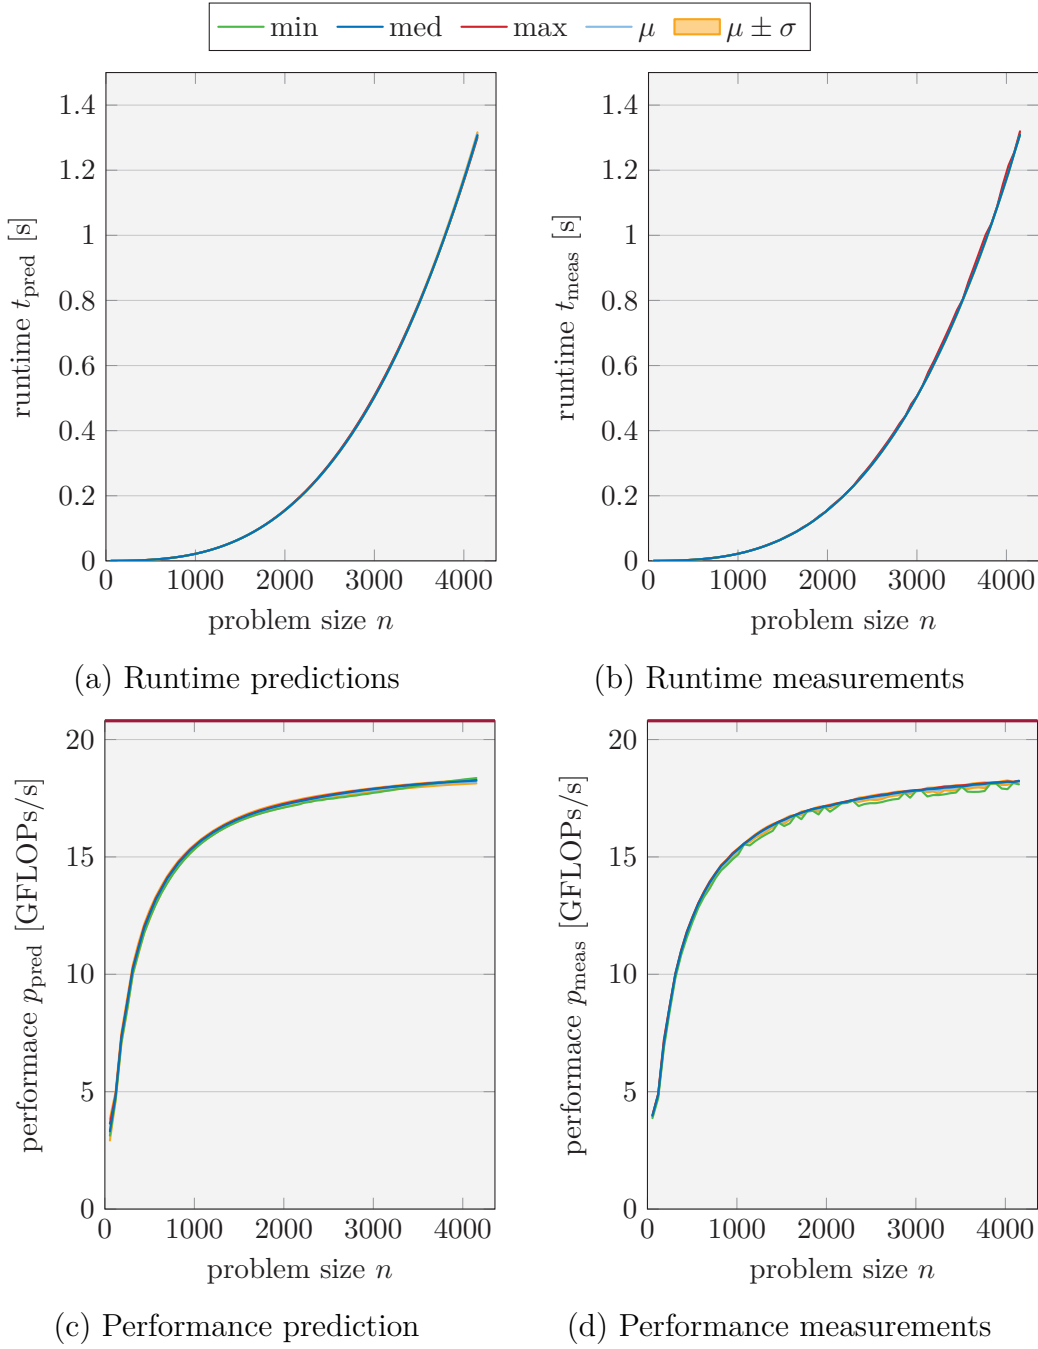 min med max μ μ ± σ
1.4
1.2
1
0.8
0.6
0.4
0.2
0
runtime t_pred [s]
0 1000 2000 3000 4000
problem size n
(a) Runtime predictions
1.4
1.2
1
0.8
0.6
0.4
0.2
0
runtime t_meas [s]
0 1000 2000 3000 4000
problem size n
(b) Runtime measurements
20
15
10
5
0
performace p_pred [GFLOPs/s]
0 1000 2000 3000 4000
problem size n
(c) Performance prediction
20
15
10
5
0
performace p_meas [GFLOPs/s]
0 1000 2000 3000 4000
problem size n
(d) Performance measurements